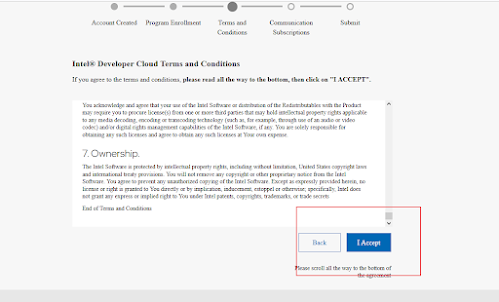 Account Created
Program Enrollment
Terms and
Conditions
Communication
Subscriptions
Submit
Intel® Developer Cloud Terms and Conditions
If you agree to the terms and conditions, please read all the way to the bottom, then click on "I ACCEPT".
You acknowledge and agree that your use of the Intel Software or distribution of the Redistributables with the Product
may require you to procure license(s) from one or more third parties that may hold intellectual property rights applicable
to any media decoding, encoding or transcoding technology (such as, for example, through use of an audio or video
codec) and/or digital rights management capabilities of the Intel Software, if any. You are solely responsible for
obtaining any such licenses and agree to obtain any such licenses at Your own expense.
7. Ownership.
The Intel Software is protected by intellectual property rights, including without limitation, United States copyright laws
and international treaty provisions. You will not remove any copyright or other proprietary notice from the Intel
Software. You agree to prevent any unauthorized copying of the Intel Software. Except as expressly provided herein, no
license or right is granted to You directly or by implication, inducement, estoppel or otherwise; specifically, Intel does
not grant any express or implied right to You under Intel patents, copyrights, trademarks, or trade secrets.
End of Terms and Conditions
Back
I Accept
Please scroll all the way to the bottom of
the agreement